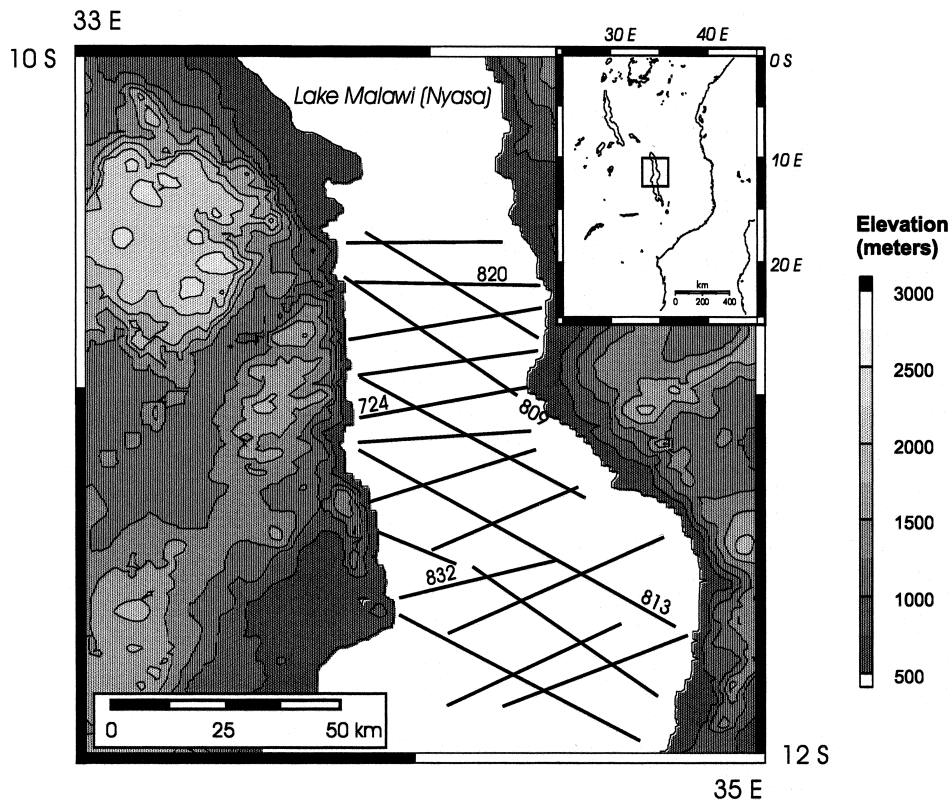 33 E
10 S
Lake Malawi (Nyasa)
30 E 40 E
0 S
10 E
20 E
km
0 200 400
820
724
809
832
813
Elevation
(meters)
3000
2500
2000
1500
1000
500
0 25 50 km
12 S
35 E